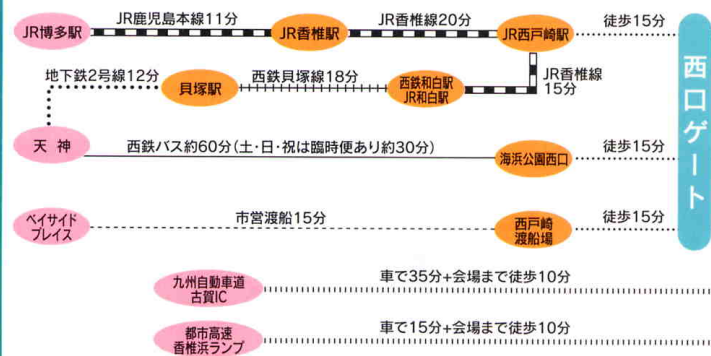 JR博多駅
JR鹿児島本線11分
JR香椎駅
JR香椎線20分
JR西戸崎駅
徒歩15分
地下鉄2号線12分
貝塚駅
西鉄貝塚線18分
西鉄和白駅
JR和白駅
JR香椎線
15分
天神
西鉄バス約60分(土・日・祝は臨時便あり約30分)
海浜公園西口
徒歩15分
ベイサイド
プレイス
市営渡船15分
西戸崎
渡船場
徒歩15分
西口ゲート
九州自動車道
古賀IC
車で35分+会場まで徒歩10分
都市高速
香椎浜ランプ
車で15分+会場まで徒歩10分